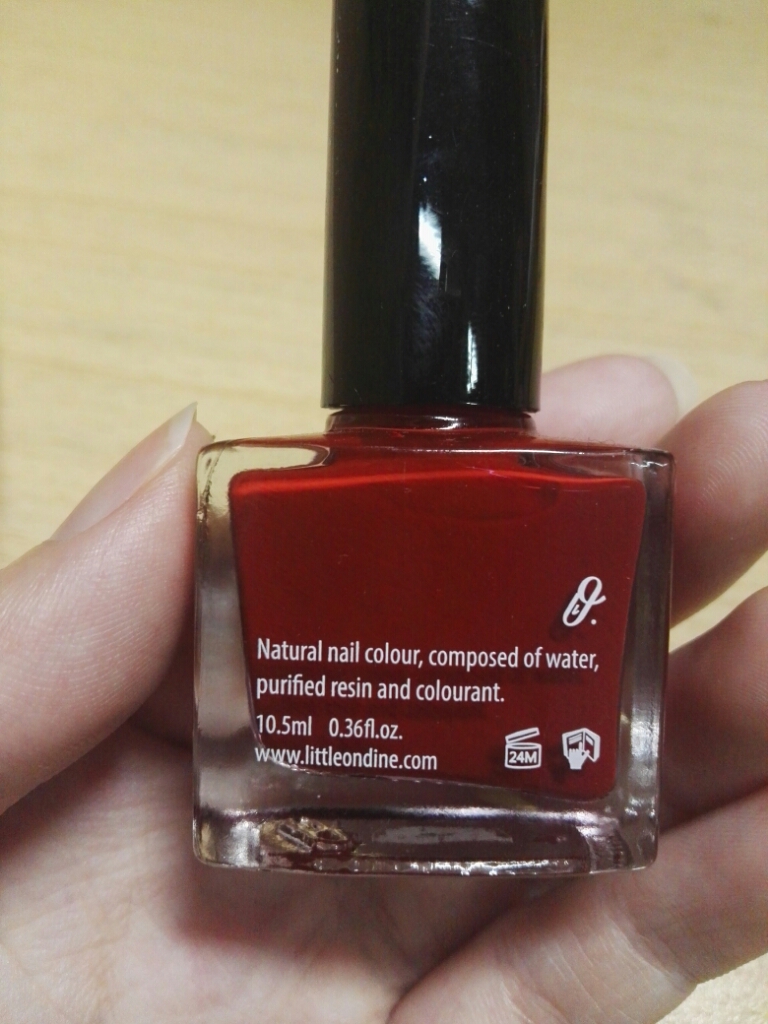 Natural nail colour, composed of water,
purified resin and colourant.
10.5ml 0.36fl.oz.
www.littleondine.com
24M